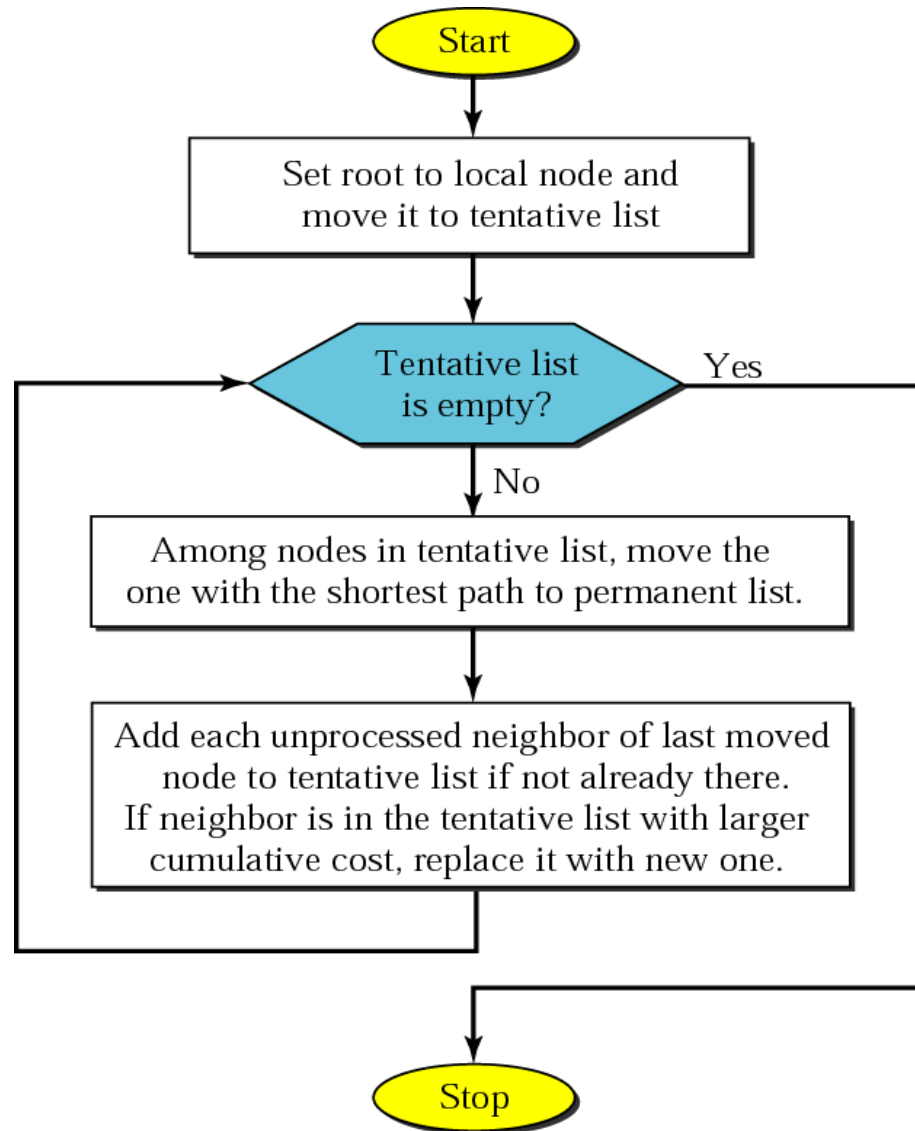 Start
Set root to local node and
move it to tentative list
Tentative list
is empty?
Yes
No
Among nodes in tentative list, move the
one with the shortest path to permanent list.
Add each unprocessed neighbor of last moved
node to tentative list if not already there.
If neighbor is in the tentative list with larger
cumulative cost, replace it with new one.
Stop